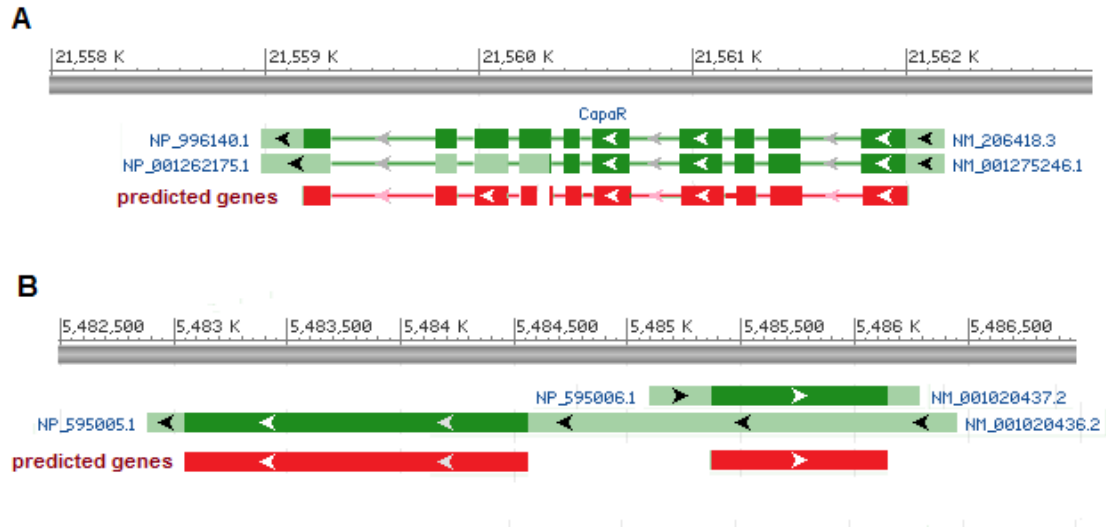 A
21,558 K 21,559 K 21,560 K 21,561 K 21,562 K
CapaR
NP_996140.1 NM_206418.3
NP_001262175.1 NM_001275246.1
predicted genes
B
5,482,500 5,483 K 5,483,500 5,484 K 5,484,500 5,485 K 5,485,500 5,486 K 5,486,500
NP_595006.1 NM_001020437.2
NP_595005.1 NM_001020436.2
predicted genes